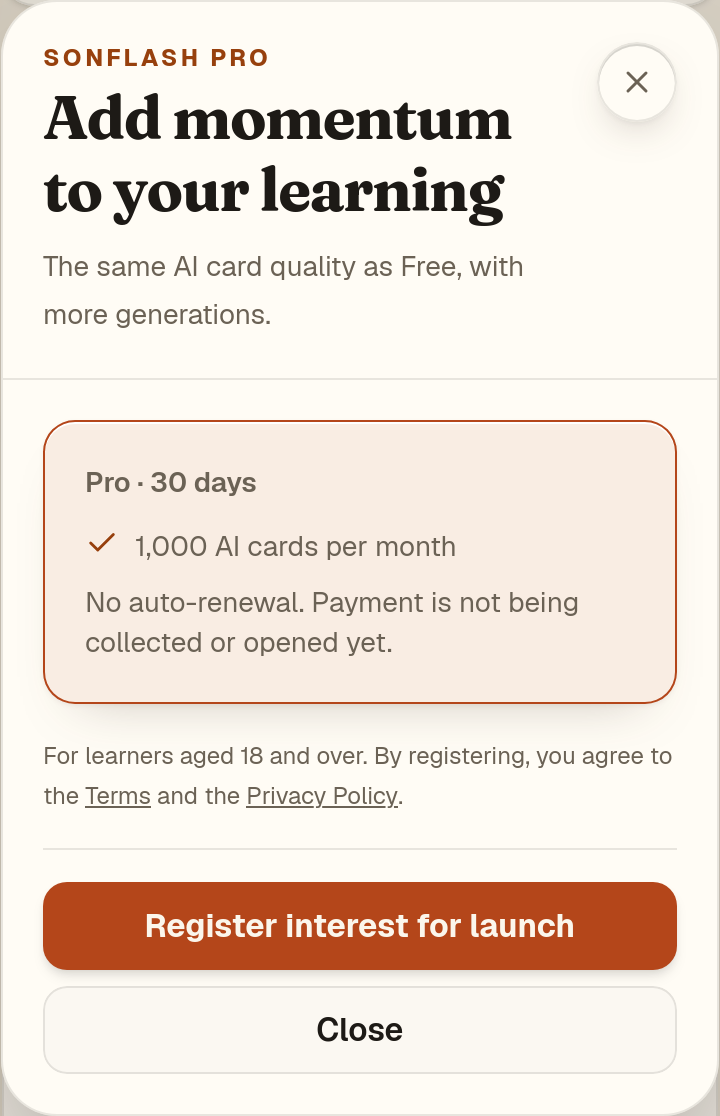 SONFLASH PRO
Add momentum
to your learning
The same AI card quality as Free, with
more generations.
Pro · 30 days
1,000 AI cards per month
No auto-renewal. Payment is not being
collected or opened yet.
For learners aged 18 and over. By registering, you agree to
the Terms and the Privacy Policy.
Register interest for launch
Close